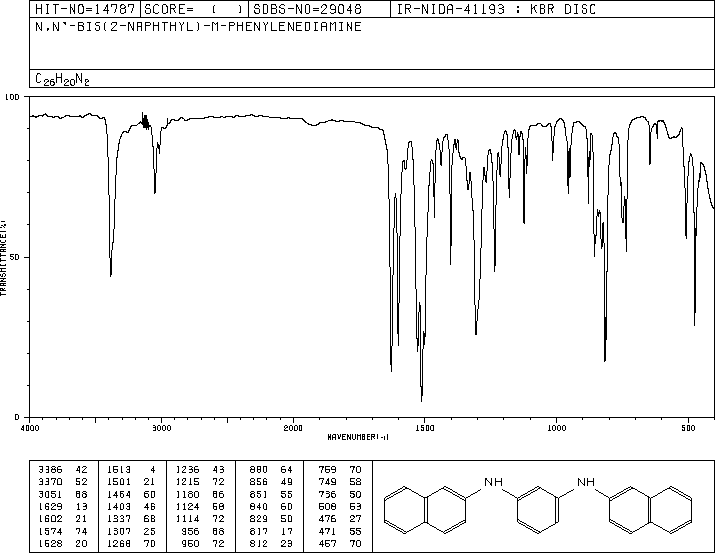 HIT-NO=14787 SCORE= ( ) SDBS-NO=29048 IR-NIDA-41193 : KBR DISC
N,N'-BIS(2-NAPHTHYL)-M-PHENYLENEDIAMINE
C26H20N2
100
50
0
TRANSMITTANCE(%)
4000 3000 2000 1500 1000 500
WAVENUMBER(-1)
3386 42 1513 4 1236 43 880 64 759 70
3370 52 1501 21 1215 72 856 49 749 58
3051 68 1464 60 1180 66 851 55 736 50
1629 13 1403 46 1124 58 840 60 508 53
1602 21 1337 68 1114 72 829 50 476 27
1574 74 1307 25 956 68 817 17 471 55
1528 20 1268 70 950 72 812 29 457 70
NH NH